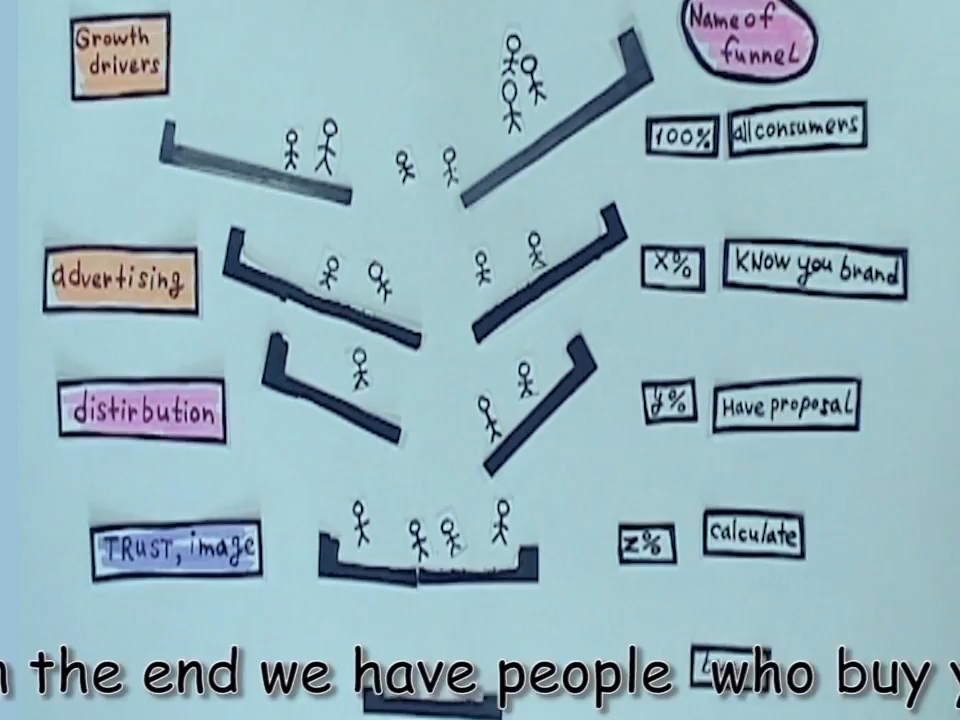 Growth
drivers
Name of
funnel
100%
all consumers
advertising
x%
KNow you brand
distirbution
y%
Have proposal
TRUST, image
z%
calculate
the end we have people who buy